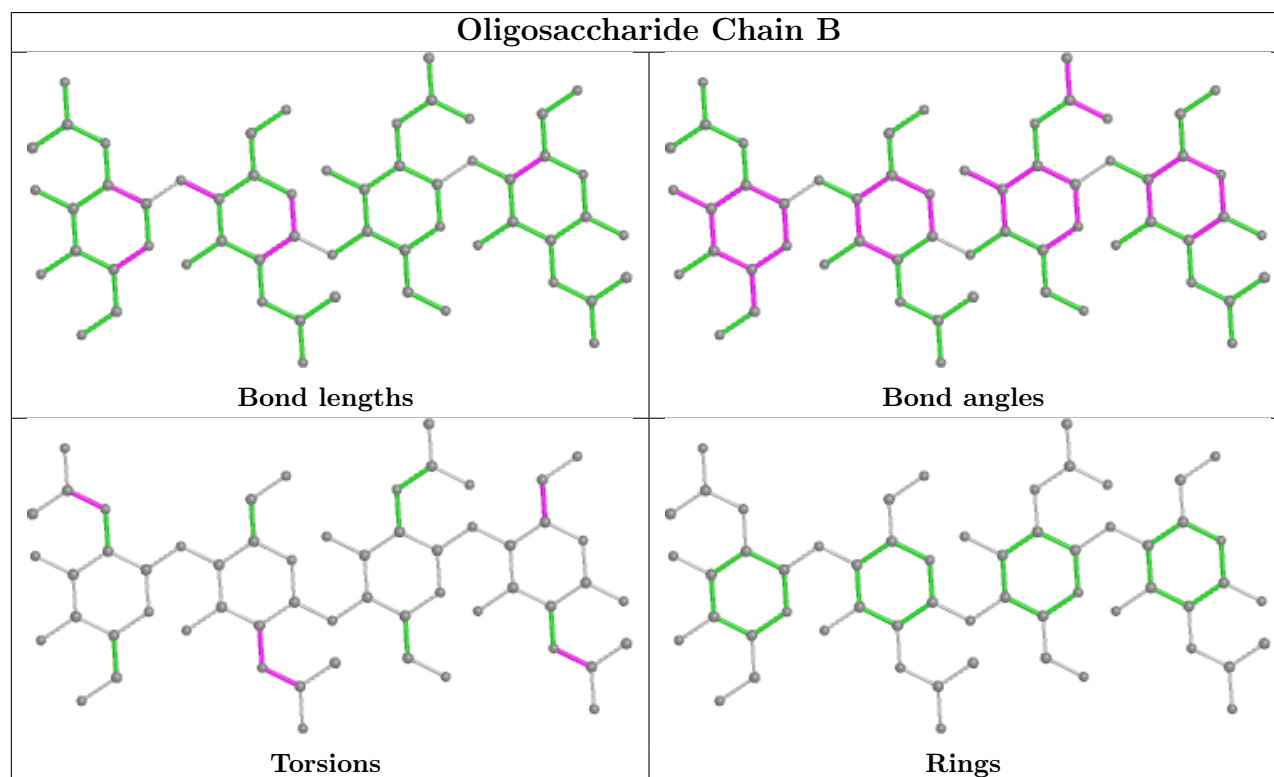 Oligosaccharide Chain B
Bond lengths
Bond angles
Torsions
Rings